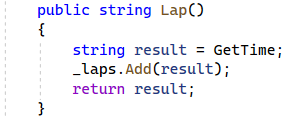 public string Lap()
{
    string result = GetTime;
    _laps.Add(result);
    return result;
}